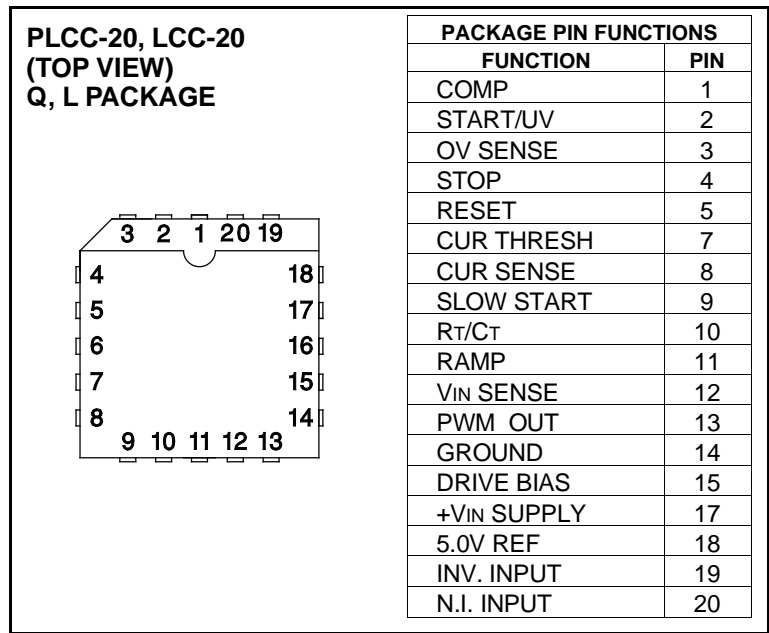 PLCC-20, LCC-20
(TOP VIEW)
Q, L PACKAGE
3 2 1 20 19
4 18
5 17
6 16
7 15
8 14
9 10 11 12 13
PACKAGE PIN FUNCTIONS
FUNCTION PIN
COMP 1
START/UV 2
OV SENSE 3
STOP 4
RESET 5
CUR THRESH 7
CUR SENSE 8
SLOW START 9
RT/CT 10
RAMP 11
VIN SENSE 12
PWM OUT 13
GROUND 14
DRIVE BIAS 15
+VIN SUPPLY 17
5.0V REF 18
INV. INPUT 19
N.I. INPUT 20